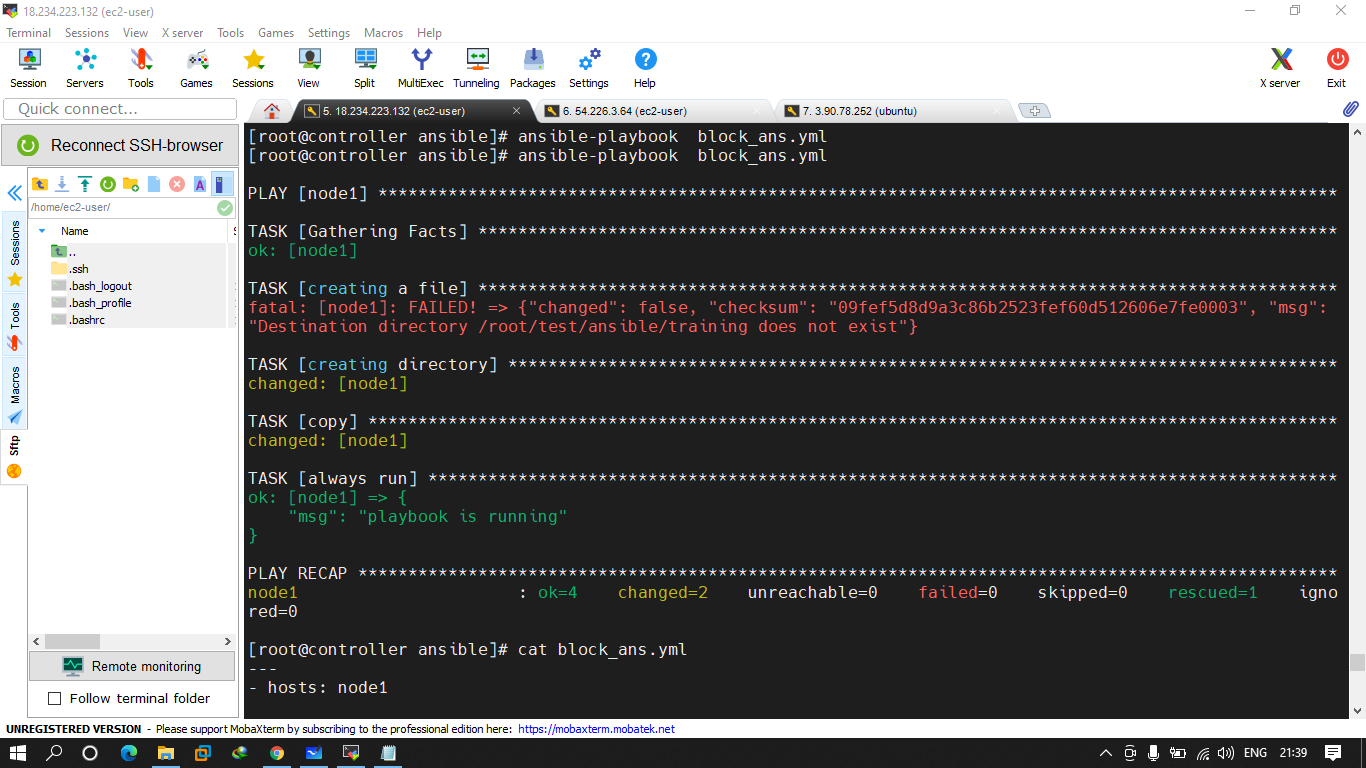 18.234.223.132 (ec2-user)
Terminal Sessions View X server Tools Games Settings Macros Help
Session Servers Tools Games Sessions View Split MultiExec Tunneling Packages Settings Help X server Exit
Quick connect...
5. 18.234.223.132 (ec2-user)
6. 54.226.3.64 (ec2-user)
7. 3.90.78.252 (ubuntu)
Reconnect SSH-browser
/home/ec2-user/
Name
..
.ssh
.bash_logout
.bash_profile
.bashrc
Sessions
Tools
Macros
Sftp
Remote monitoring
Follow terminal folder
[root@controller ansible]# ansible-playbook  block_ans.yml
[root@controller ansible]# ansible-playbook  block_ans.yml
PLAY [node1] ************************************************************************************************
TASK [Gathering Facts] **************************************************************************************
ok: [node1]
TASK [creating a file] **************************************************************************************
fatal: [node1]: FAILED! => {"changed": false, "checksum": "09fef5d8d9a3c86b2523fef60d512606e7fe0003", "msg":
"Destination directory /root/test/ansible/training does not exist"}
TASK [creating directory] ***********************************************************************************
changed: [node1]
TASK [copy] *************************************************************************************************
changed: [node1]
TASK [always run] *******************************************************************************************
ok: [node1] => {
    "msg": "playbook is running"
}
PLAY RECAP **************************************************************************************************
node1                      : ok=4    changed=2    unreachable=0    failed=0    skipped=0    rescued=1    igno
red=0
[root@controller ansible]# cat block_ans.yml
---
- hosts: node1
UNREGISTERED VERSION - Please support MobaXterm by subscribing to the professional edition here: https://mobaxterm.mobatek.net
ENG 21:39